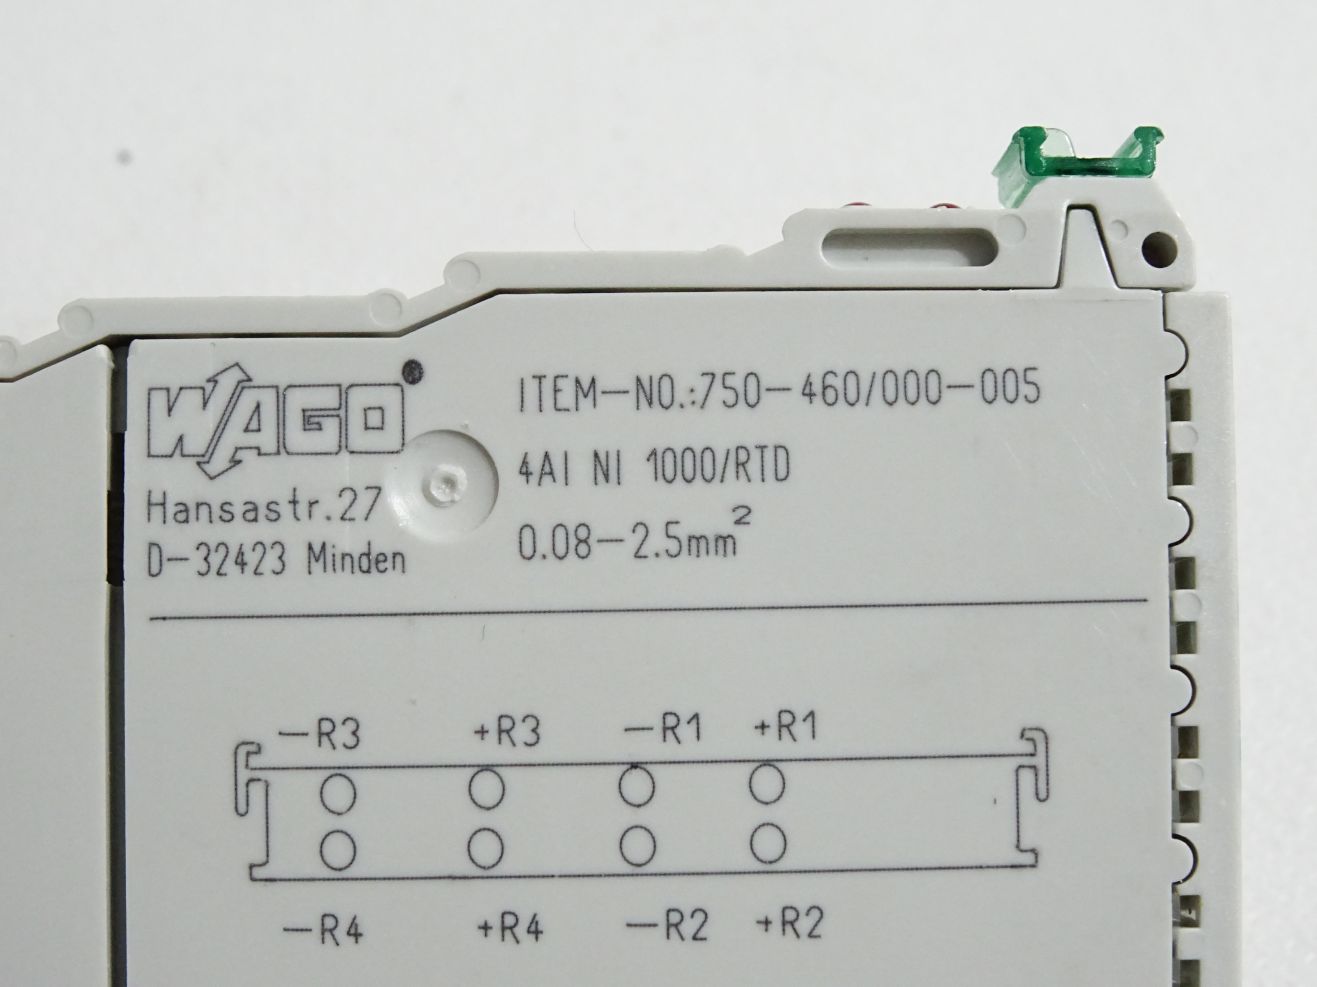 WAGO
Hansastr.27
D-32423 Minden
ITEM-NO.:750-460/000-005
4AI NI 1000/RTD
0.08-2.5mm²
-R3 +R3 -R1 +R1
-R4 +R4 -R2 +R2